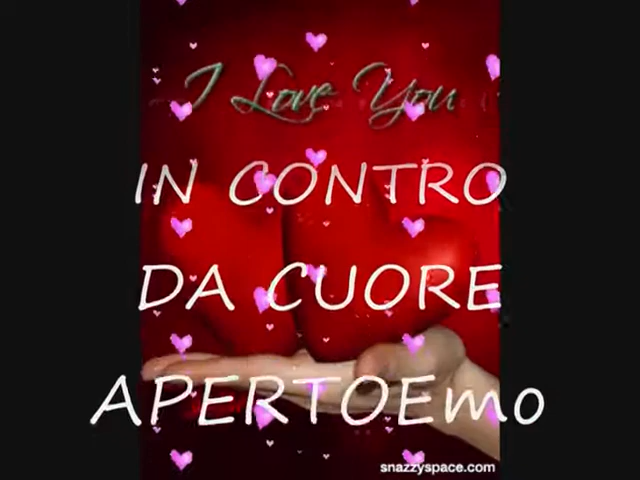 I Love You
IN CONTRO
DA CUORE
APERTOEmo
snazzyspace.com